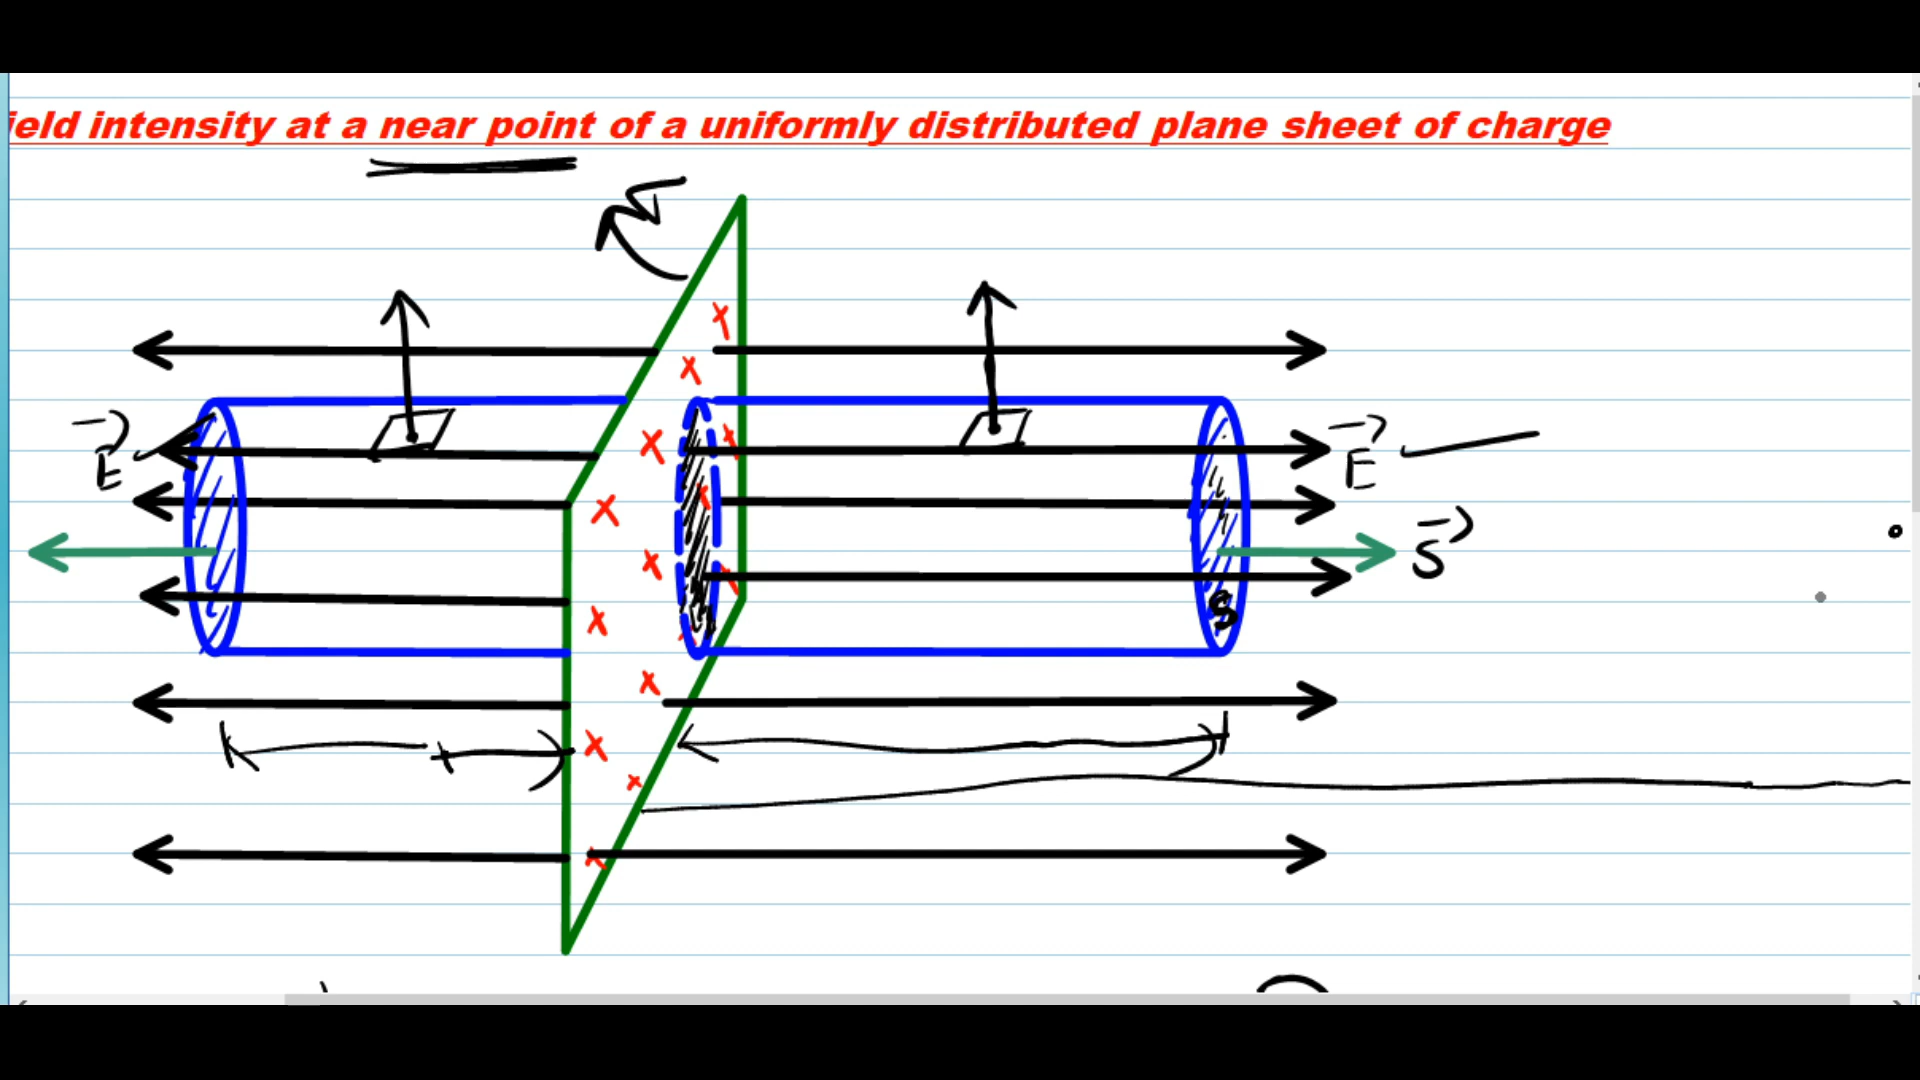 ield intensity at a near point of a uniformly distributed plane sheet of charge
E
E
S
S